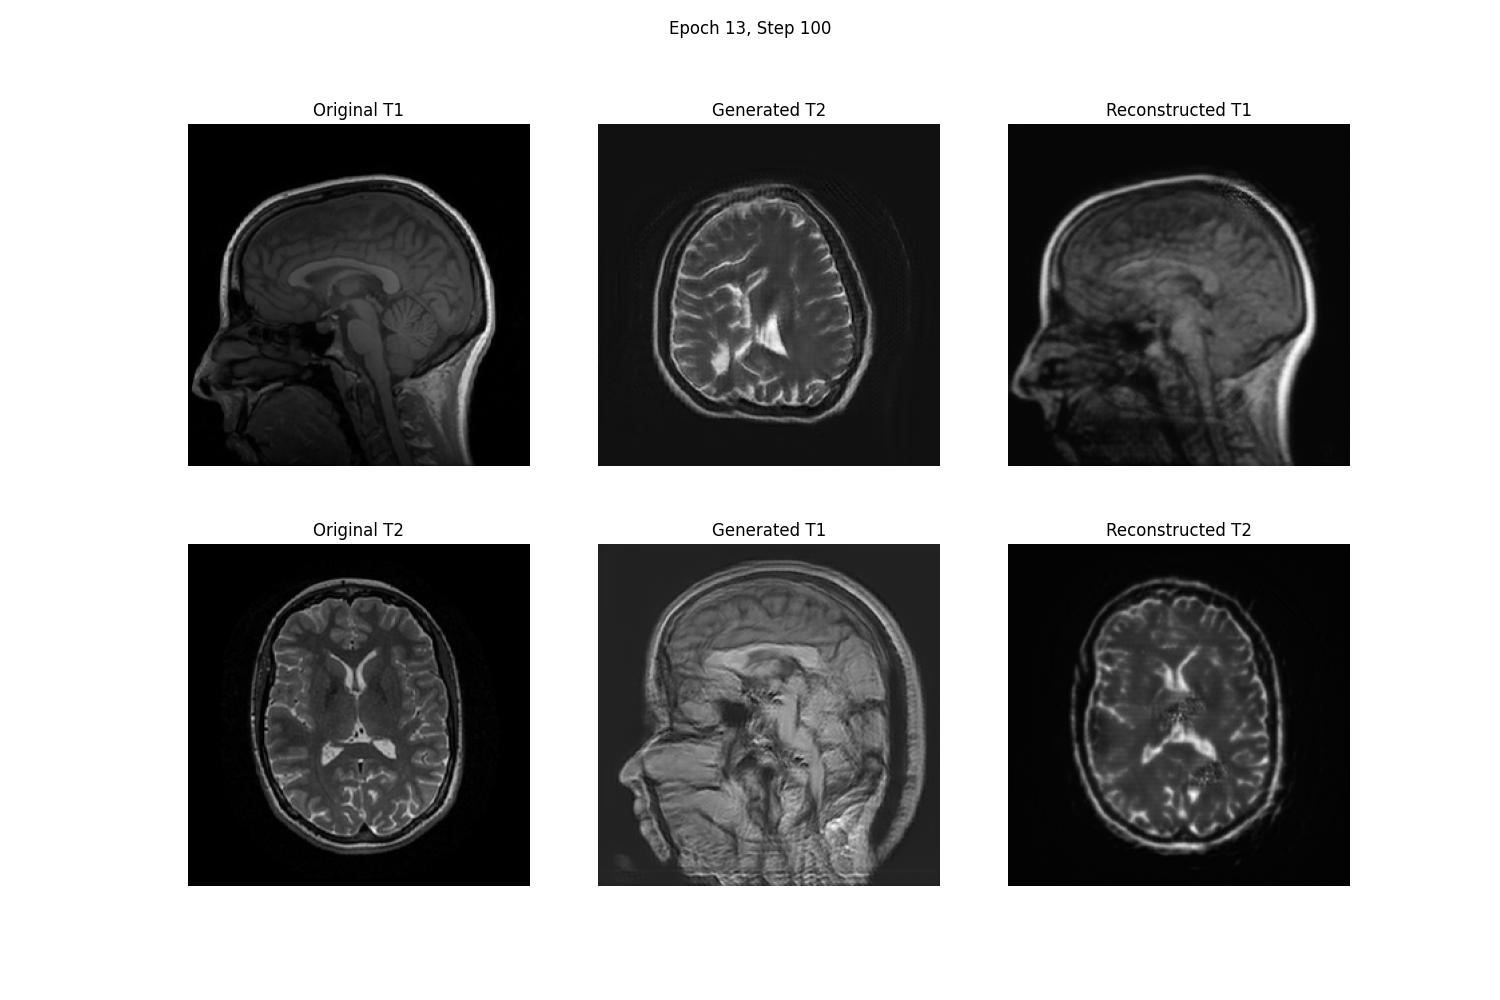 Epoch 13, Step 100
Original T1
Generated T2
Reconstructed T1
Original T2
Generated T1
Reconstructed T2